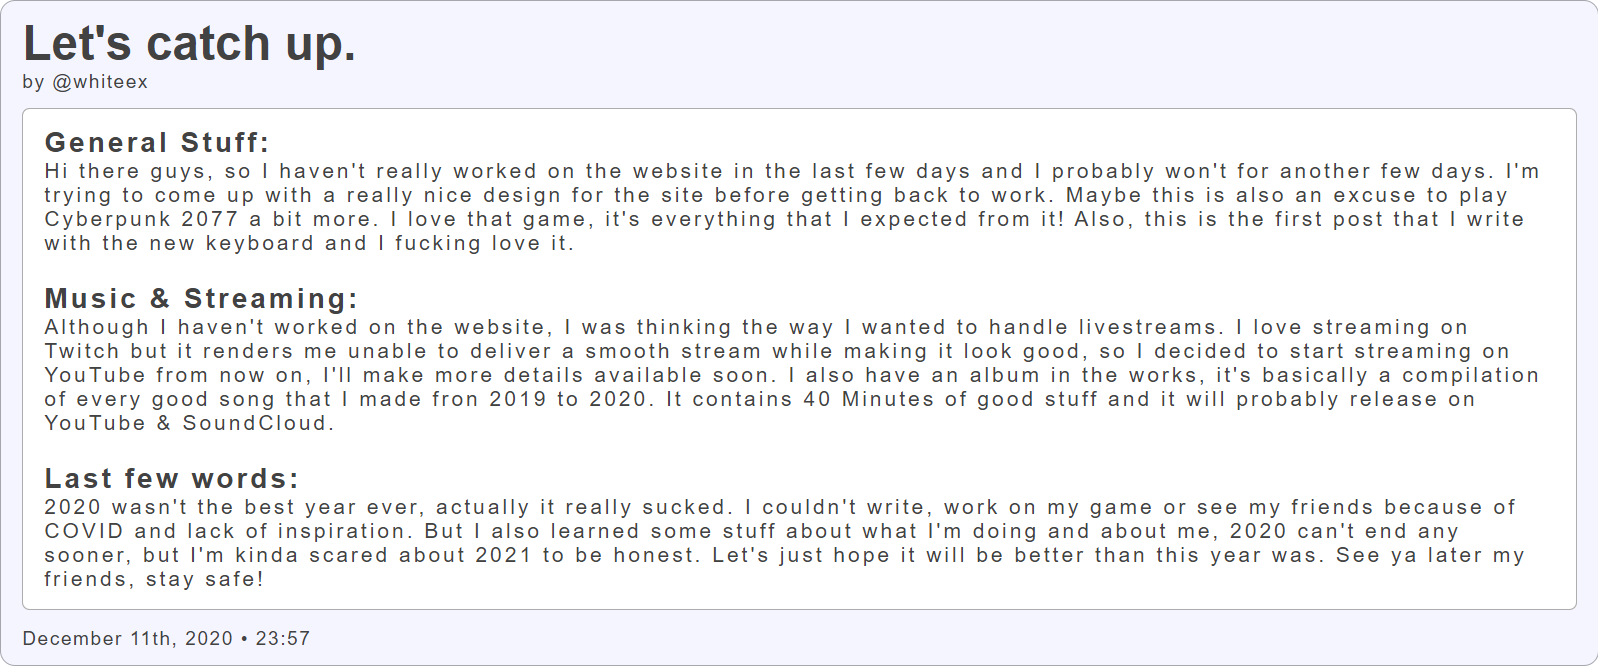 Let's catch up.
by @whiteex
General Stuff:
Hi there guys, so I haven't really worked on the website in the last few days and I probably won't for another few days. I'm
trying to come up with a really nice design for the site before getting back to work. Maybe this is also an excuse to play
Cyberpunk 2077 a bit more. I love that game, it's everything that I expected from it! Also, this is the first post that I write
with the new keyboard and I fucking love it.
Music & Streaming:
Although I haven't worked on the website, I was thinking the way I wanted to handle livestreams. I love streaming on
Twitch but it renders me unable to deliver a smooth stream while making it look good, so I decided to start streaming on
YouTube from now on, I'll make more details available soon. I also have an album in the works, it's basically a compilation
of every good song that I made fron 2019 to 2020. It contains 40 Minutes of good stuff and it will probably release on
YouTube & SoundCloud.
Last few words:
2020 wasn't the best year ever, actually it really sucked. I couldn't write, work on my game or see my friends because of
COVID and lack of inspiration. But I also learned some stuff about what I'm doing and about me, 2020 can't end any
sooner, but I'm kinda scared about 2021 to be honest. Let's just hope it will be better than this year was. See ya later my
friends, stay safe!
December 11th, 2020 • 23:57